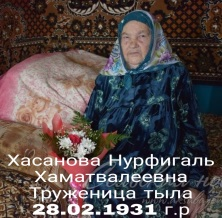 Хасанова Нурфигаль
Хаматвалеевна
Труженица тыла
28.02.1931 г.р